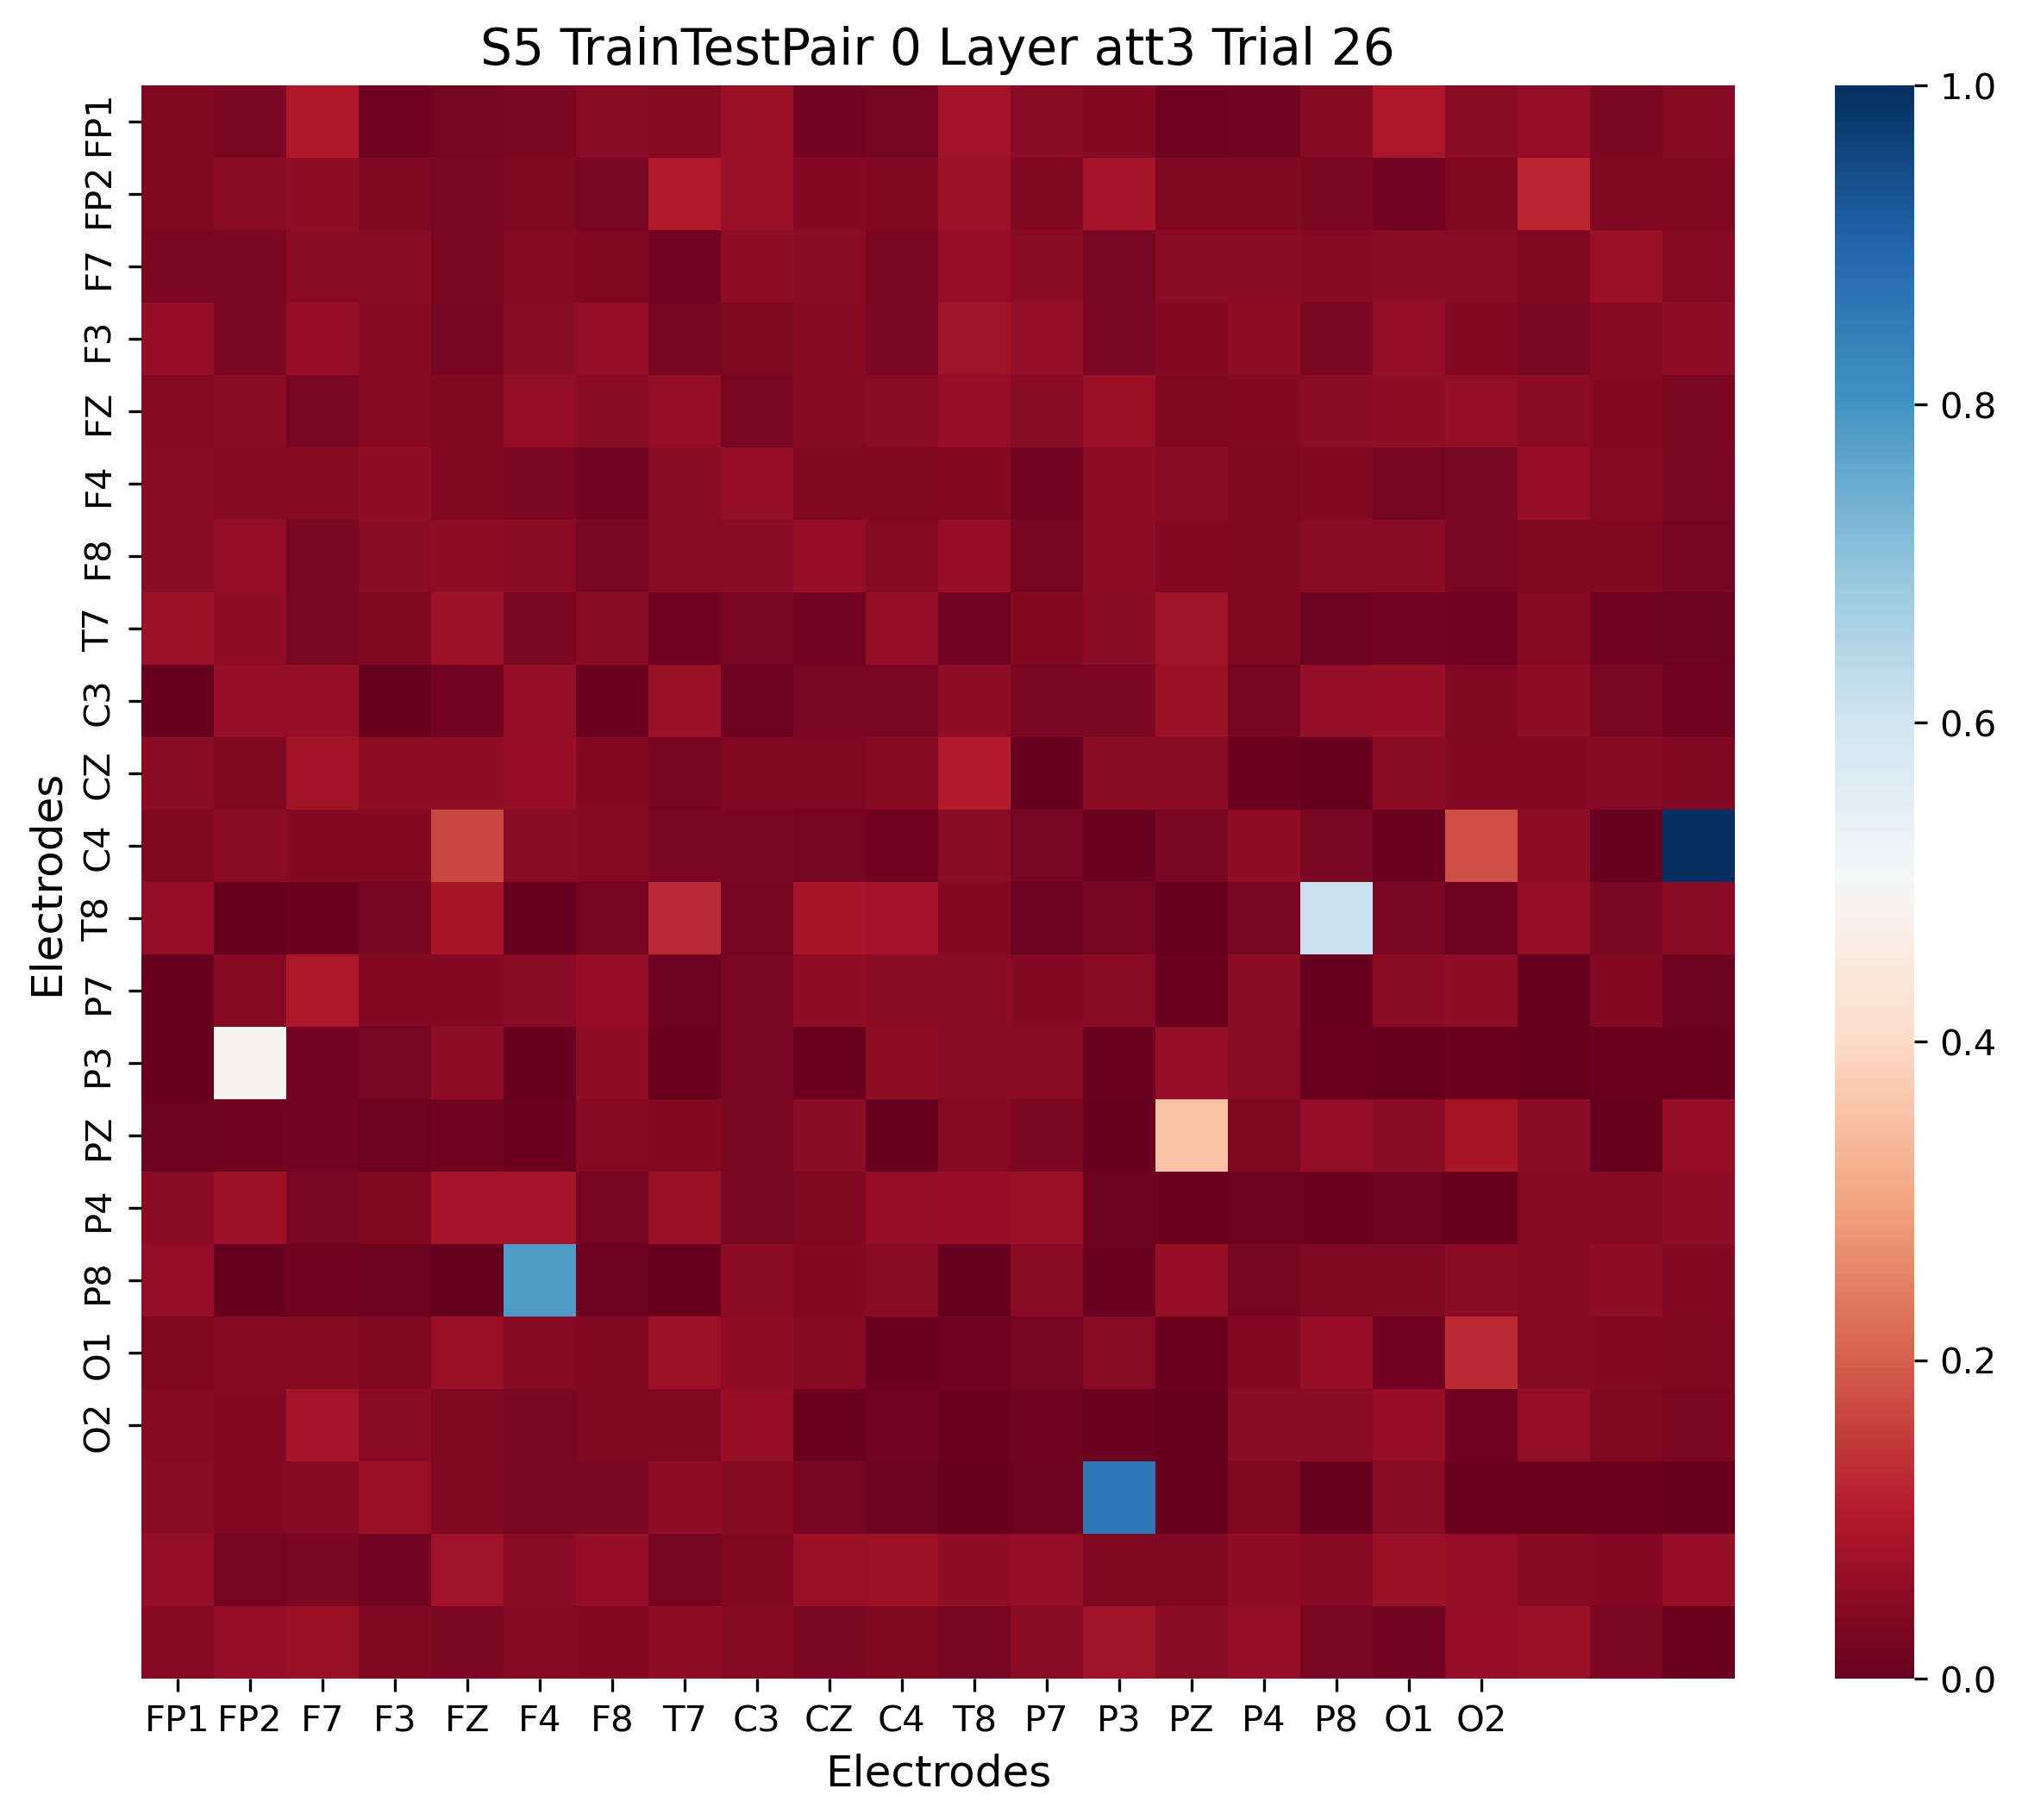 S5 TrainTestPair 0 Layer att3 Trial 26
Electrodes
FP1
FP2
F7
F3
FZ
F4
F8
T7
C3
CZ
C4
T8
P7
P3
PZ
P4
P8
O1
O2
1.0
0.8
0.6
0.4
0.2
0.0
FP1 FP2 F7 F3 FZ F4 F8 T7 C3 CZ C4 T8 P7 P3 PZ P4 P8 O1 O2
Electrodes